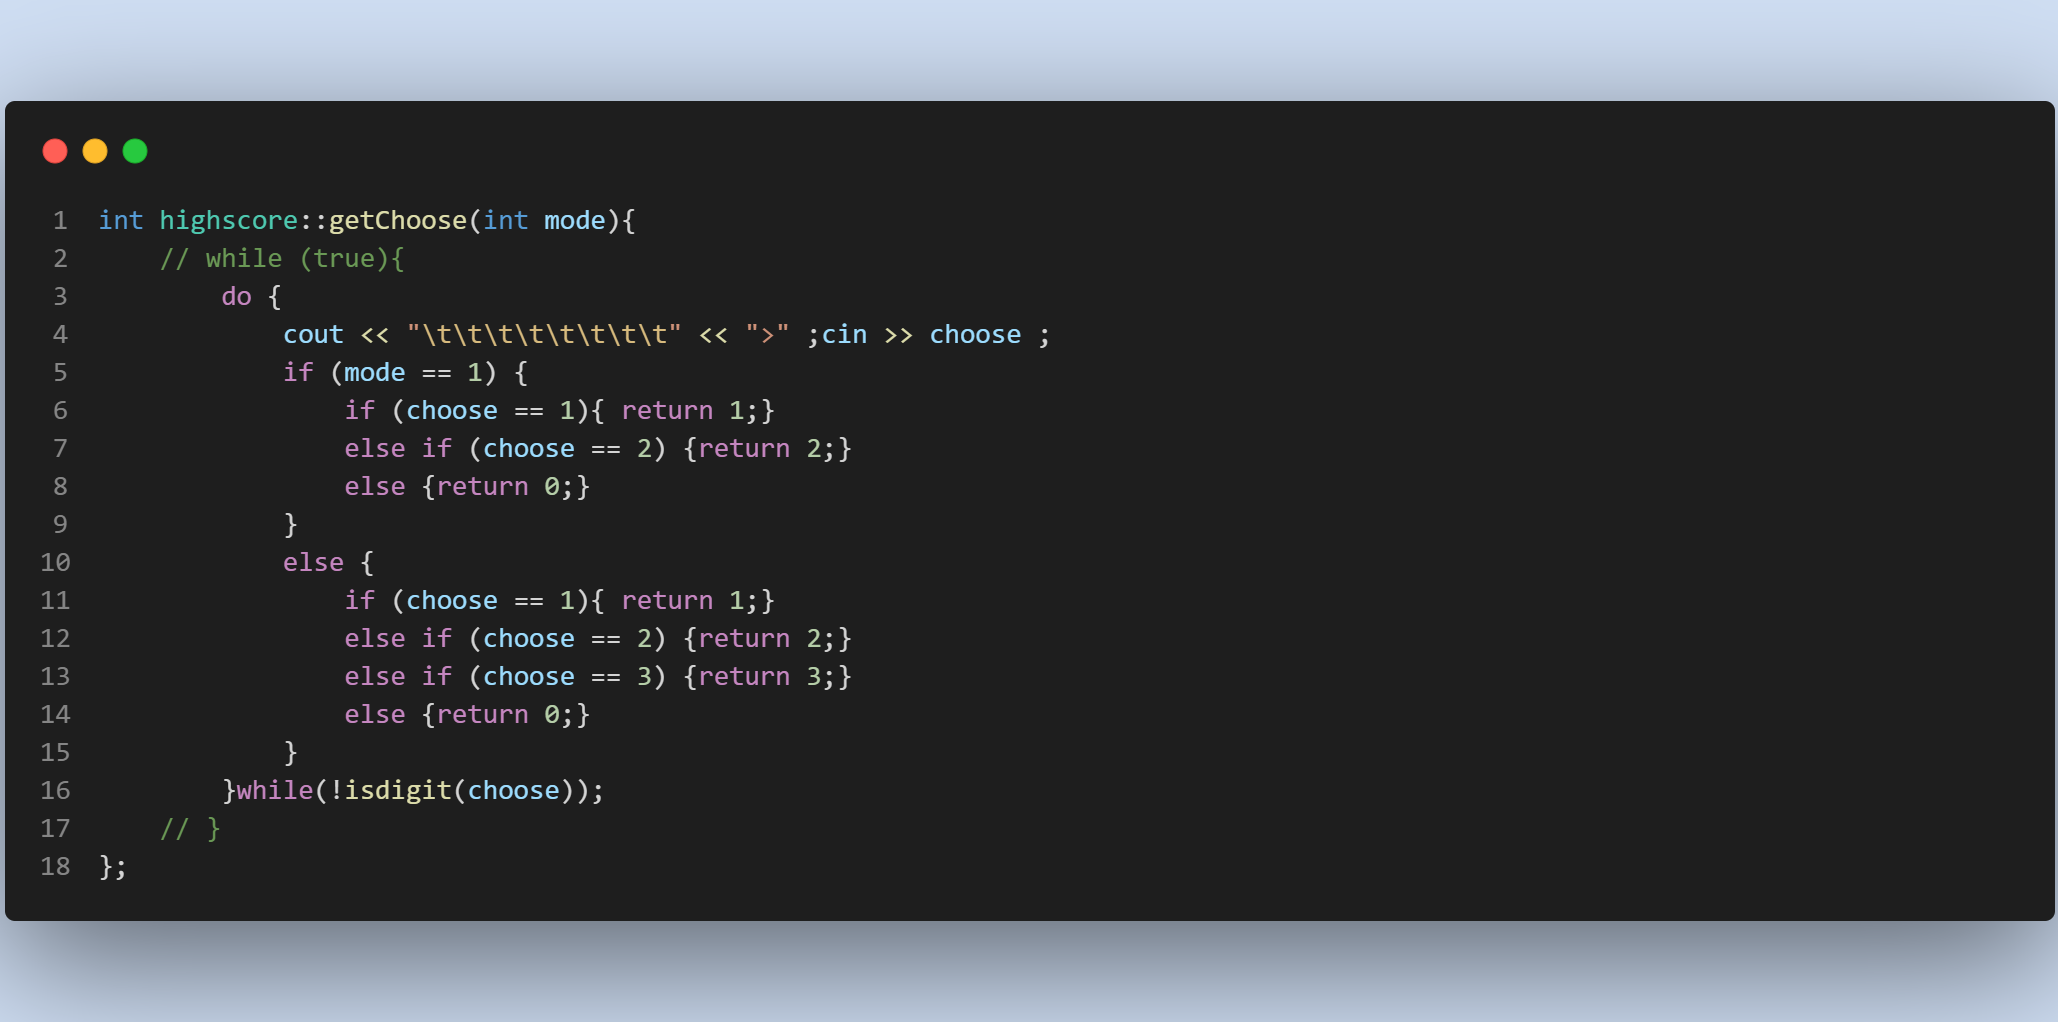 1 int highscore::getChoose(int mode){
2     // while (true){
3         do {
4             cout << "\t\t\t\t\t\t\t\t" << ">" ;cin >> choose ;
5             if (mode == 1) {
6                 if (choose == 1){ return 1;}
7                 else if (choose == 2) {return 2;}
8                 else {return 0;}
9             }
10             else {
11                 if (choose == 1){ return 1;}
12                 else if (choose == 2) {return 2;}
13                 else if (choose == 3) {return 3;}
14                 else {return 0;}
15             }
16         }while(!isdigit(choose));
17     // }
18 };